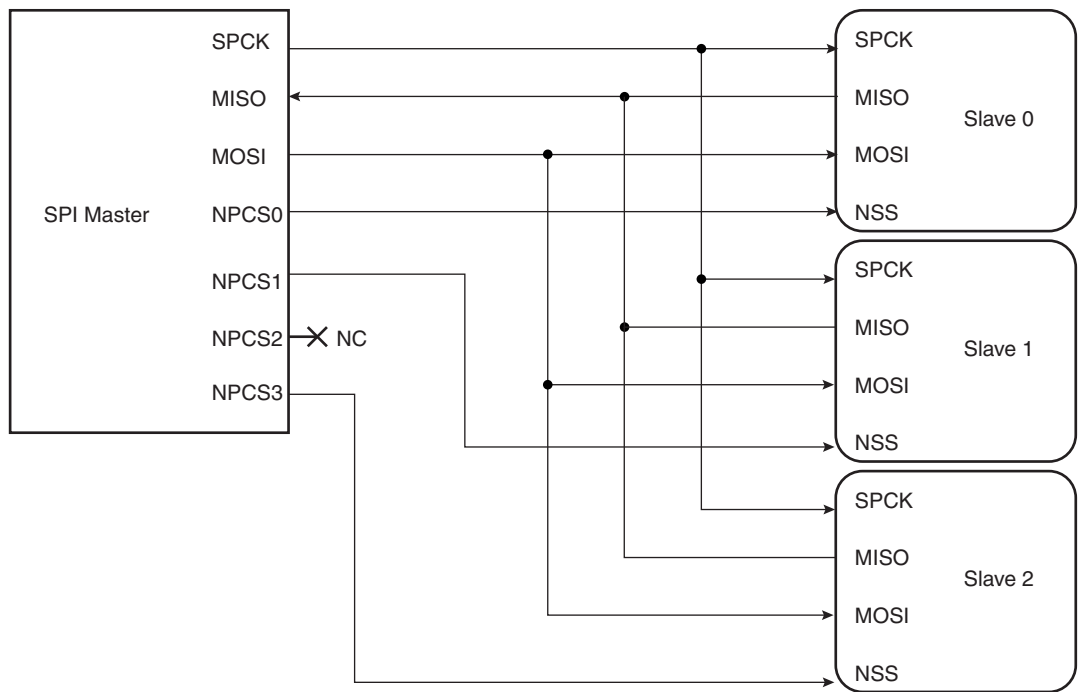 SPI Master
SPCK
MISO
MOSI
NPCS0
NPCS1
NPCS2
NC
NPCS3
SPCK
MISO
Slave 0
MOSI
NSS
SPCK
MISO
Slave 1
MOSI
NSS
SPCK
MISO
Slave 2
MOSI
NSS